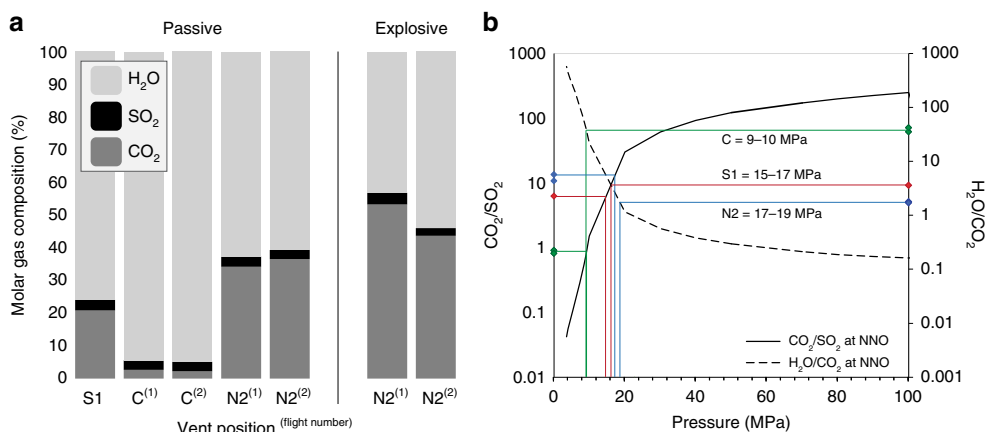 a
Passive
Explosive
Molar gas composition (%)
100
90
80
70
60
50
40
30
20
10
0
H₂O
SO₂
CO₂
S1 C⁽¹⁾ C⁽²⁾ N2⁽¹⁾ N2⁽²⁾ N2⁽¹⁾ N2⁽²⁾
Vent position (flight number)
b
CO₂/SO₂
1000
100
10
1
0.1
0.01
C = 9–10 MPa
S1 = 15–17 MPa
N2 = 17–19 MPa
CO₂/SO₂ at NNO
H₂O/CO₂ at NNO
0 20 40 60 80 100
Pressure (MPa)
1000
100
10
1
0.1
0.01
0.001
H₂O/CO₂